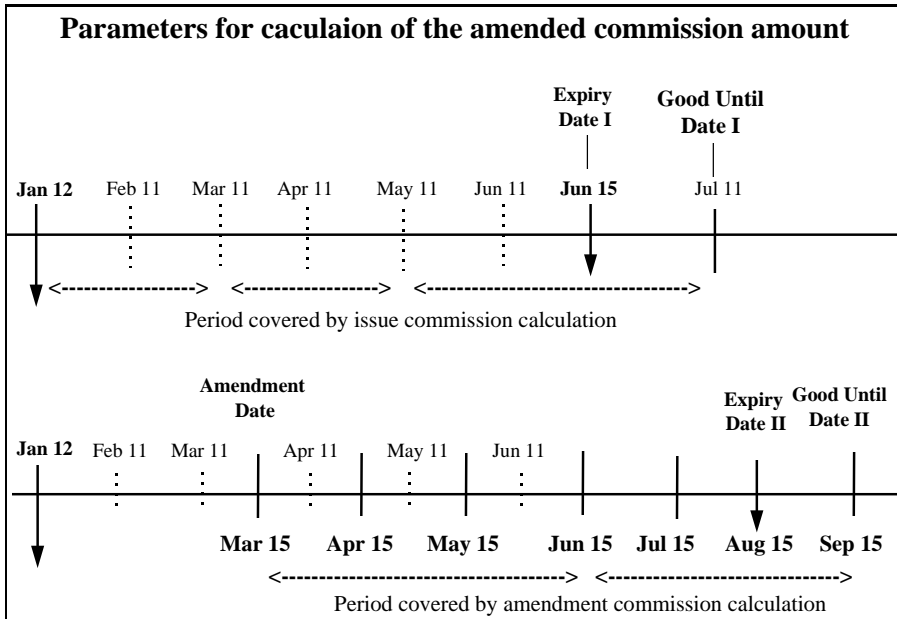 Parameters for caculaion of the amended commission amount
Expiry
Date I
Good Until
Date I
Jan 12 Feb 11 Mar 11 Apr 11 May 11 Jun 11 Jun 15 Jul 11
<-----------------> <-----------------> <-------------------------------->
Period covered by issue commission calculation
Amendment
Date
Expiry
Date II
Good Until
Date II
Jan 12 Feb 11 Mar 11 Apr 11 May 11 Jun 11
Mar 15 Apr 15 May 15 Jun 15 Jul 15 Aug 15 Sep 15
<----------------------------------> <---------------------------->
Period covered by amendment commission calculation